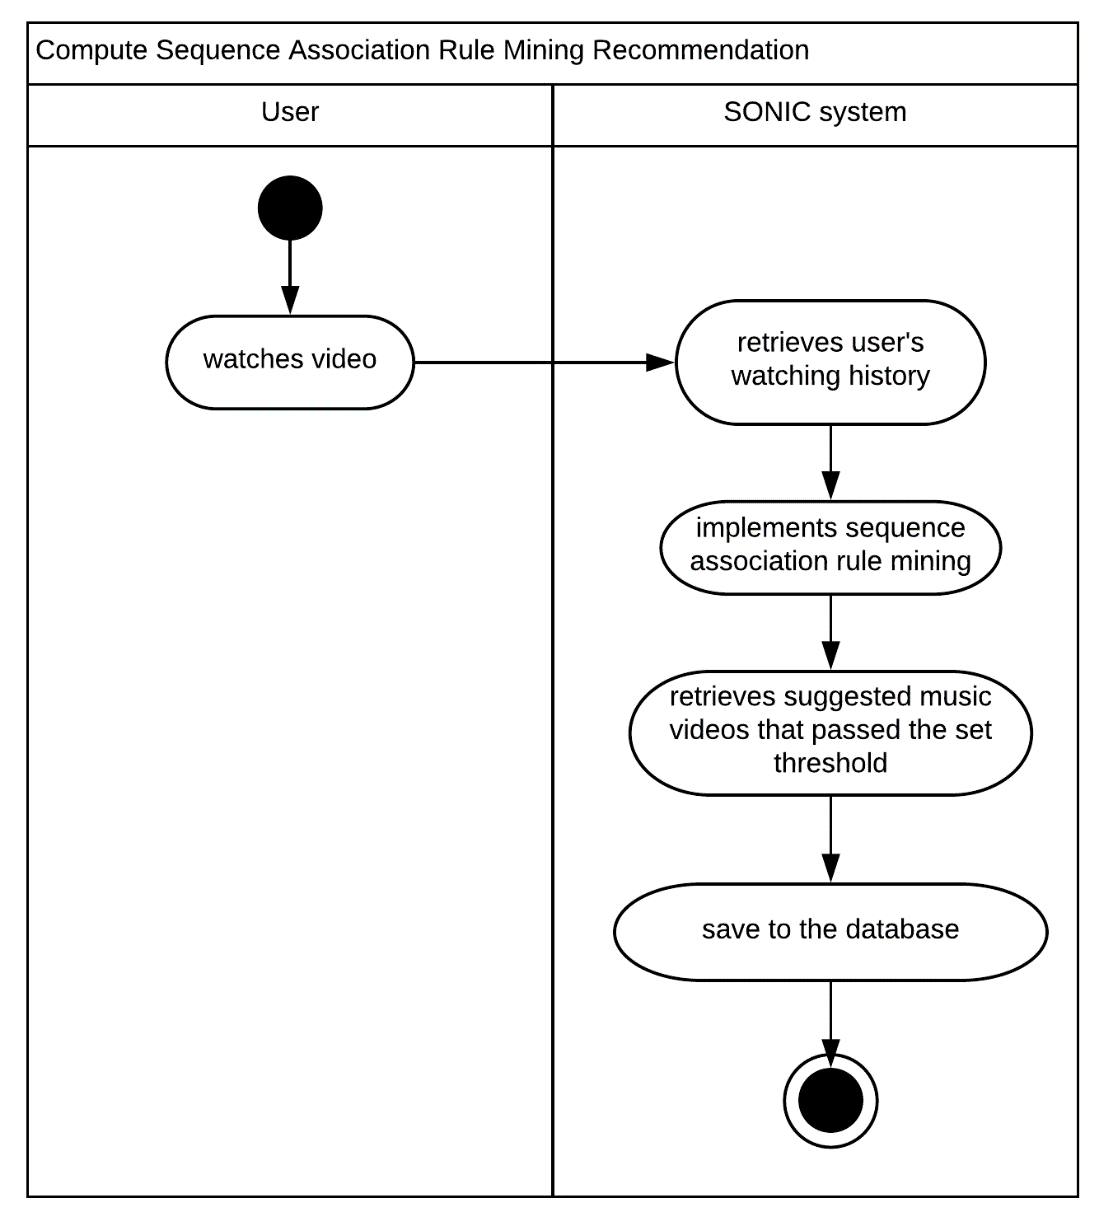 Compute Sequence Association Rule Mining Recommendation
User
SONIC system
watches video
retrieves user's
watching history
implements sequence
association rule mining
retrieves suggested music
videos that passed the set
threshold
save to the database